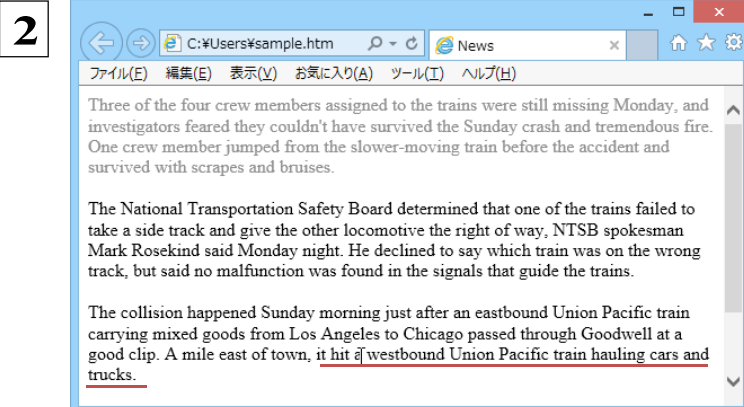 2
C:¥Users¥sample.htm
News
ファイル(F) 編集(E) 表示(V) お気に入り(A) ツール(T) ヘルプ(H)
Three of the four crew members assigned to the trains were still missing Monday, and
investigators feared they couldn't have survived the Sunday crash and tremendous fire.
One crew member jumped from the slower-moving train before the accident and
survived with scrapes and bruises.
The National Transportation Safety Board determined that one of the trains failed to
take a side track and give the other locomotive the right of way, NTSB spokesman
Mark Rosekind said Monday night. He declined to say which train was on the wrong
track, but said no malfunction was found in the signals that guide the trains.
The collision happened Sunday morning just after an eastbound Union Pacific train
carrying mixed goods from Los Angeles to Chicago passed through Goodwell at a
good clip. A mile east of town, it hit a westbound Union Pacific train hauling cars and
trucks.